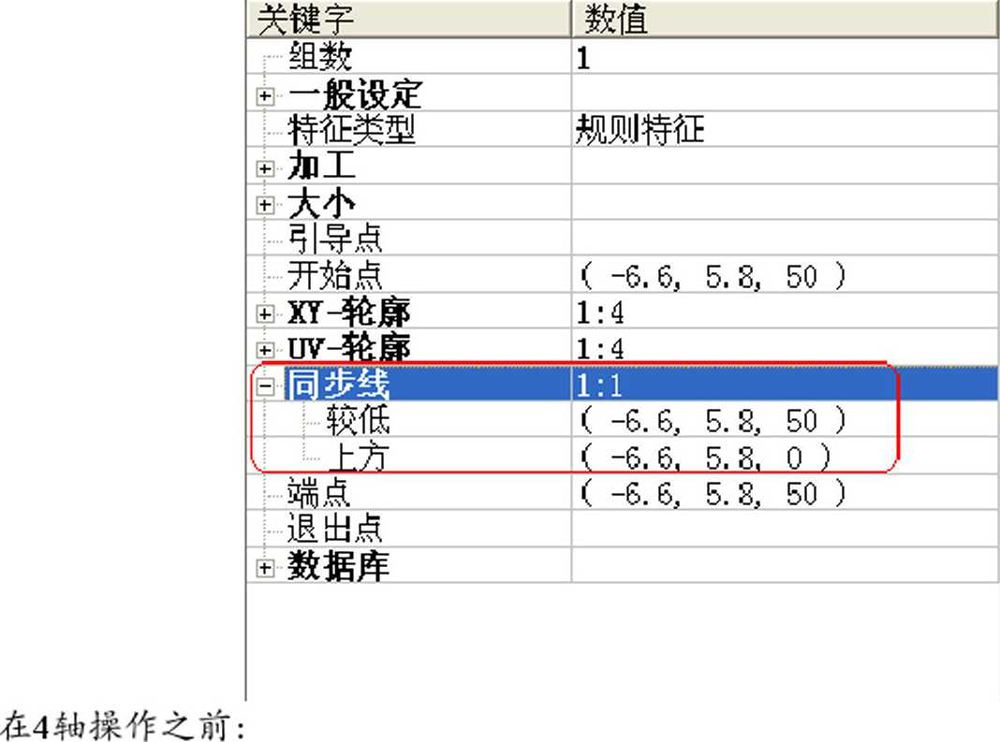 关键字 数值
组数 1
一般设定
特征类型 规则特征
加工
大小
引导点
开始点 ( -6.6, 5.8, 50 )
XY-轮廓 1:4
UV-轮廓 1:4
同步线 1:1
较低 ( -6.6, 5.8, 50 )
上方 ( -6.6, 5.8, 0 )
端点 ( -6.6, 5.8, 50 )
退出点
数据库
在4轴操作之前: